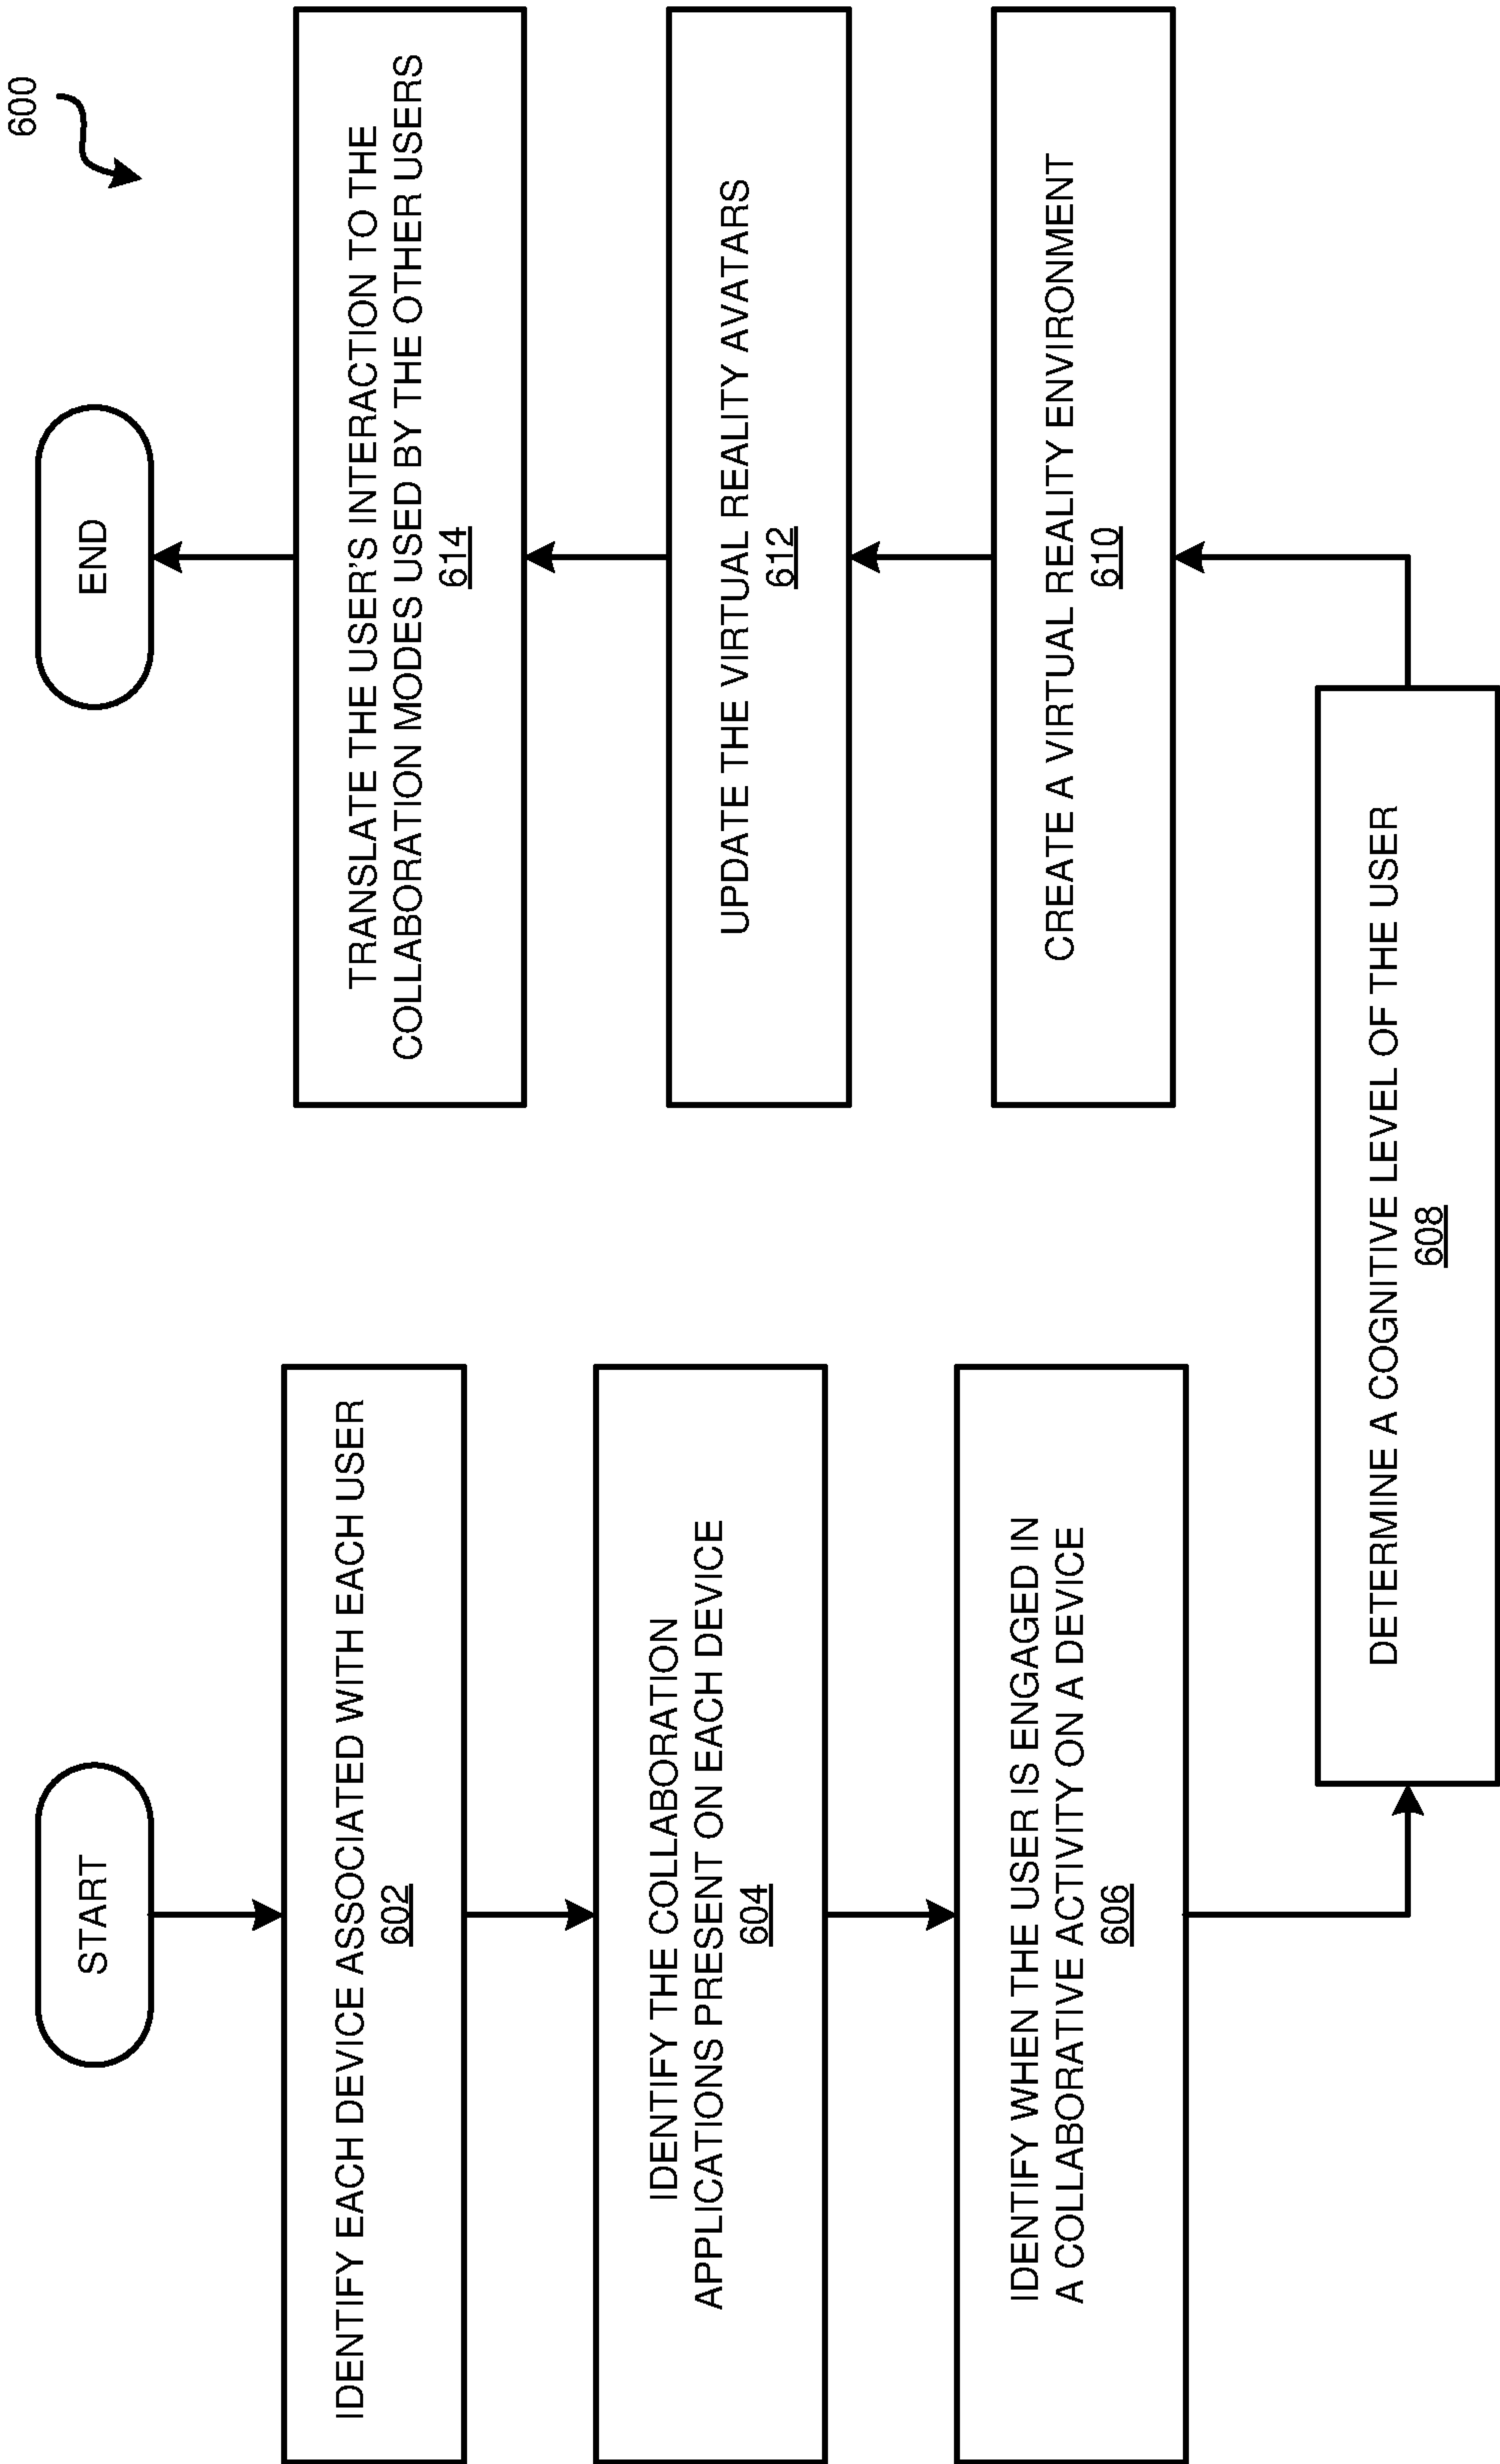 600
START
IDENTIFY EACH DEVICE ASSOCIATED WITH EACH USER
602
IDENTIFY THE COLLABORATION
APPLICATIONS PRESENT ON EACH DEVICE
604
IDENTIFY WHEN THE USER IS ENGAGED IN
A COLLABORATIVE ACTIVITY ON A DEVICE
606
DETERMINE A COGNITIVE LEVEL OF THE USER
608
CREATE A VIRTUAL REALITY ENVIRONMENT
610
UPDATE THE VIRTUAL REALITY AVATARS
612
TRANSLATE THE USER'S INTERACTION TO THE
COLLABORATION MODES USED BY THE OTHER USERS
614
END